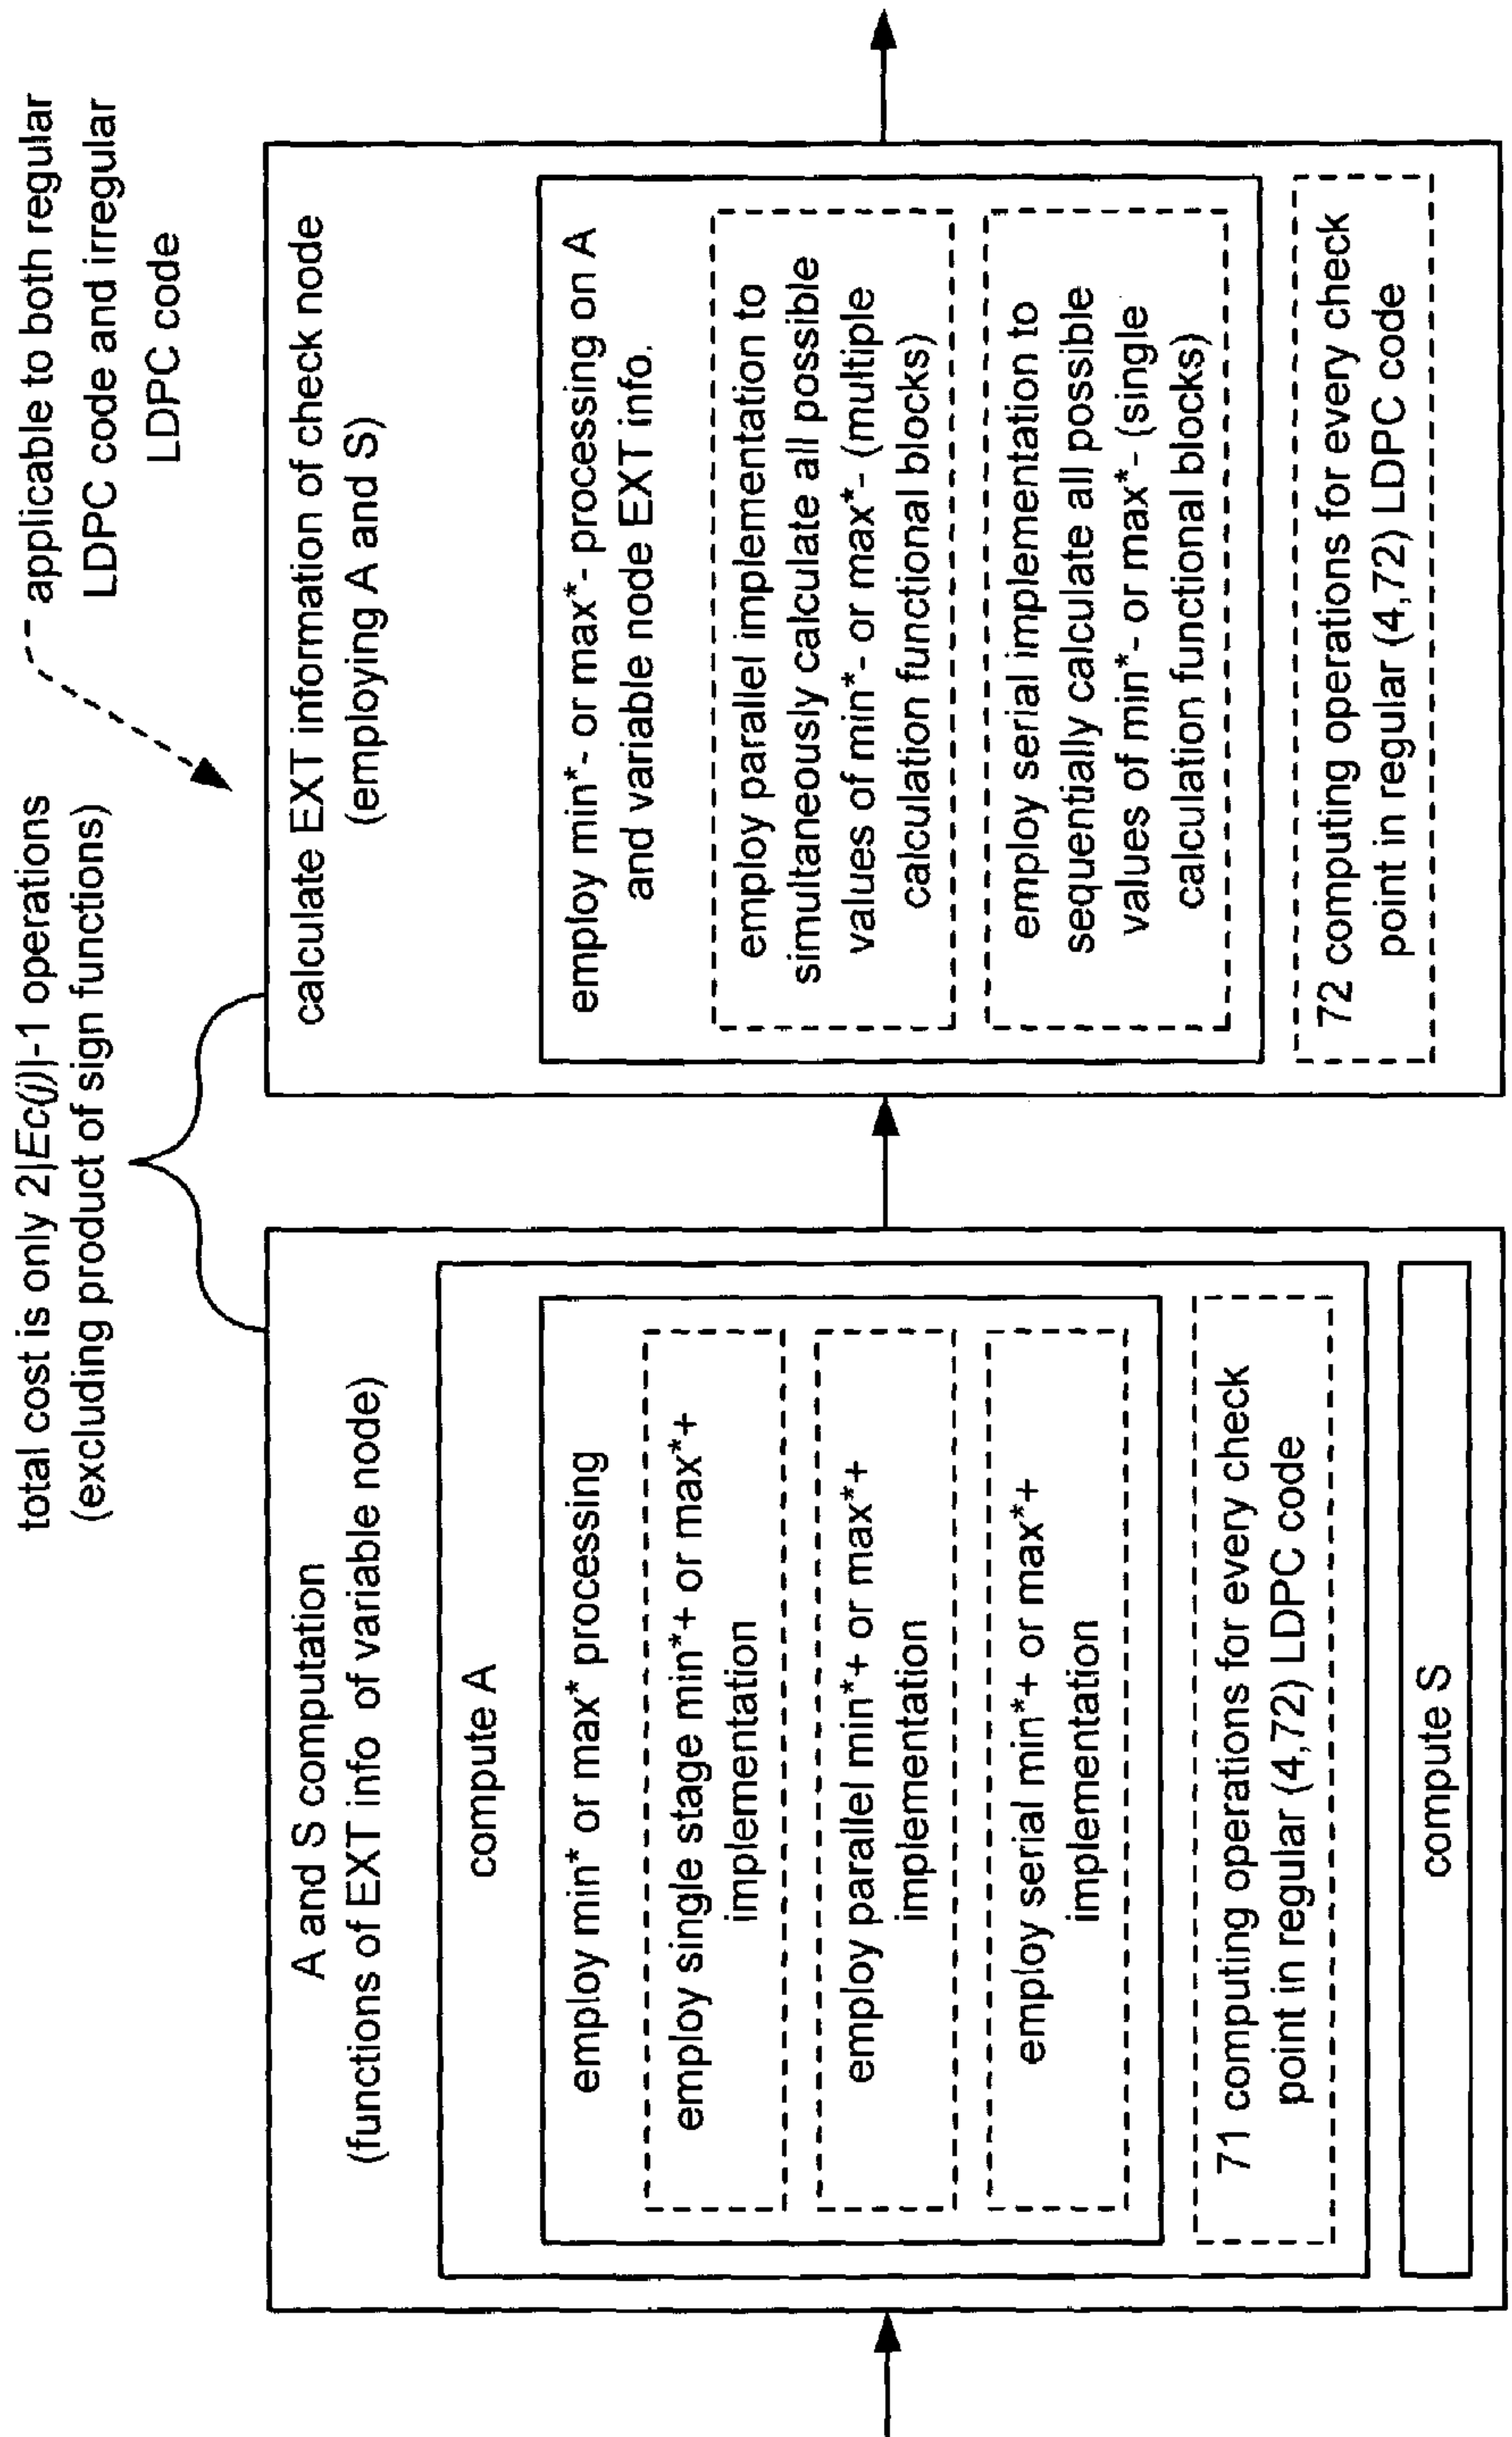 total cost is only 2|Ec(j)|-1 operations
(excluding product of sign functions)
applicable to both regular
LDPC code and irregular
LDPC code
A and S computation
(functions of EXT info of variable node)
compute A
employ min* or max* processing
employ single stage min*+ or max*+
implementation
employ parallel min*+ or max*+
implementation
employ serial min*+ or max*+
implementation
71 computing operations for every check
point in regular (4,72) LDPC code
compute S
calculate EXT information of check node
(employing A and S)
employ min*- or max*- processing on A
and variable node EXT info.
employ parallel implementation to
simultaneously calculate all possible
values of min*- or max*- (multiple
calculation functional blocks)
employ serial implementation to
sequentially calculate all possible
values of min*- or max*- (single
calculation functional blocks)
72 computing operations for every check
point in regular (4,72) LDPC code